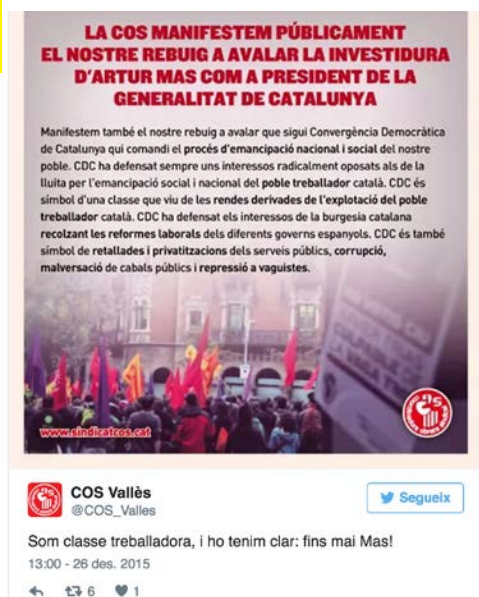 LA COS MANIFESTEM PÚBLICAMENT
EL NOSTRE REBUIG A AVALAR LA INVESTIDURA
D'ARTUR MAS COM A PRESIDENT DE LA
GENERALITAT DE CATALUNYA
Manifestem també el nostre rebuig a avalar que sigui Convergència Democràtica
de Catalunya qui comandi el procés d'emancipació nacional i social del nostre
poble. CDC ha defensat sempre uns interessos radicalment oposats als de la
lluita per l'emancipació social i nacional del poble treballador català. CDC és
símbol d'una classe que viu de les rendes derivades de l'explotació del poble
treballador català. CDC ha defensat els interessos de la burgesia catalana
recolzant les reformes laborals dels diferents governs espanyols. CDC és també
símbol de retallades i privatitzacions dels serveis públics, corrupció,
malversació de cabals públics i repressió a vaguistes.
www.sindicatcos.cat
COS Vallès
@COS_Valles
Segueix
Som classe treballadora, i ho tenim clar: fins mai Mas!
13:00 - 26 des. 2015
6 1